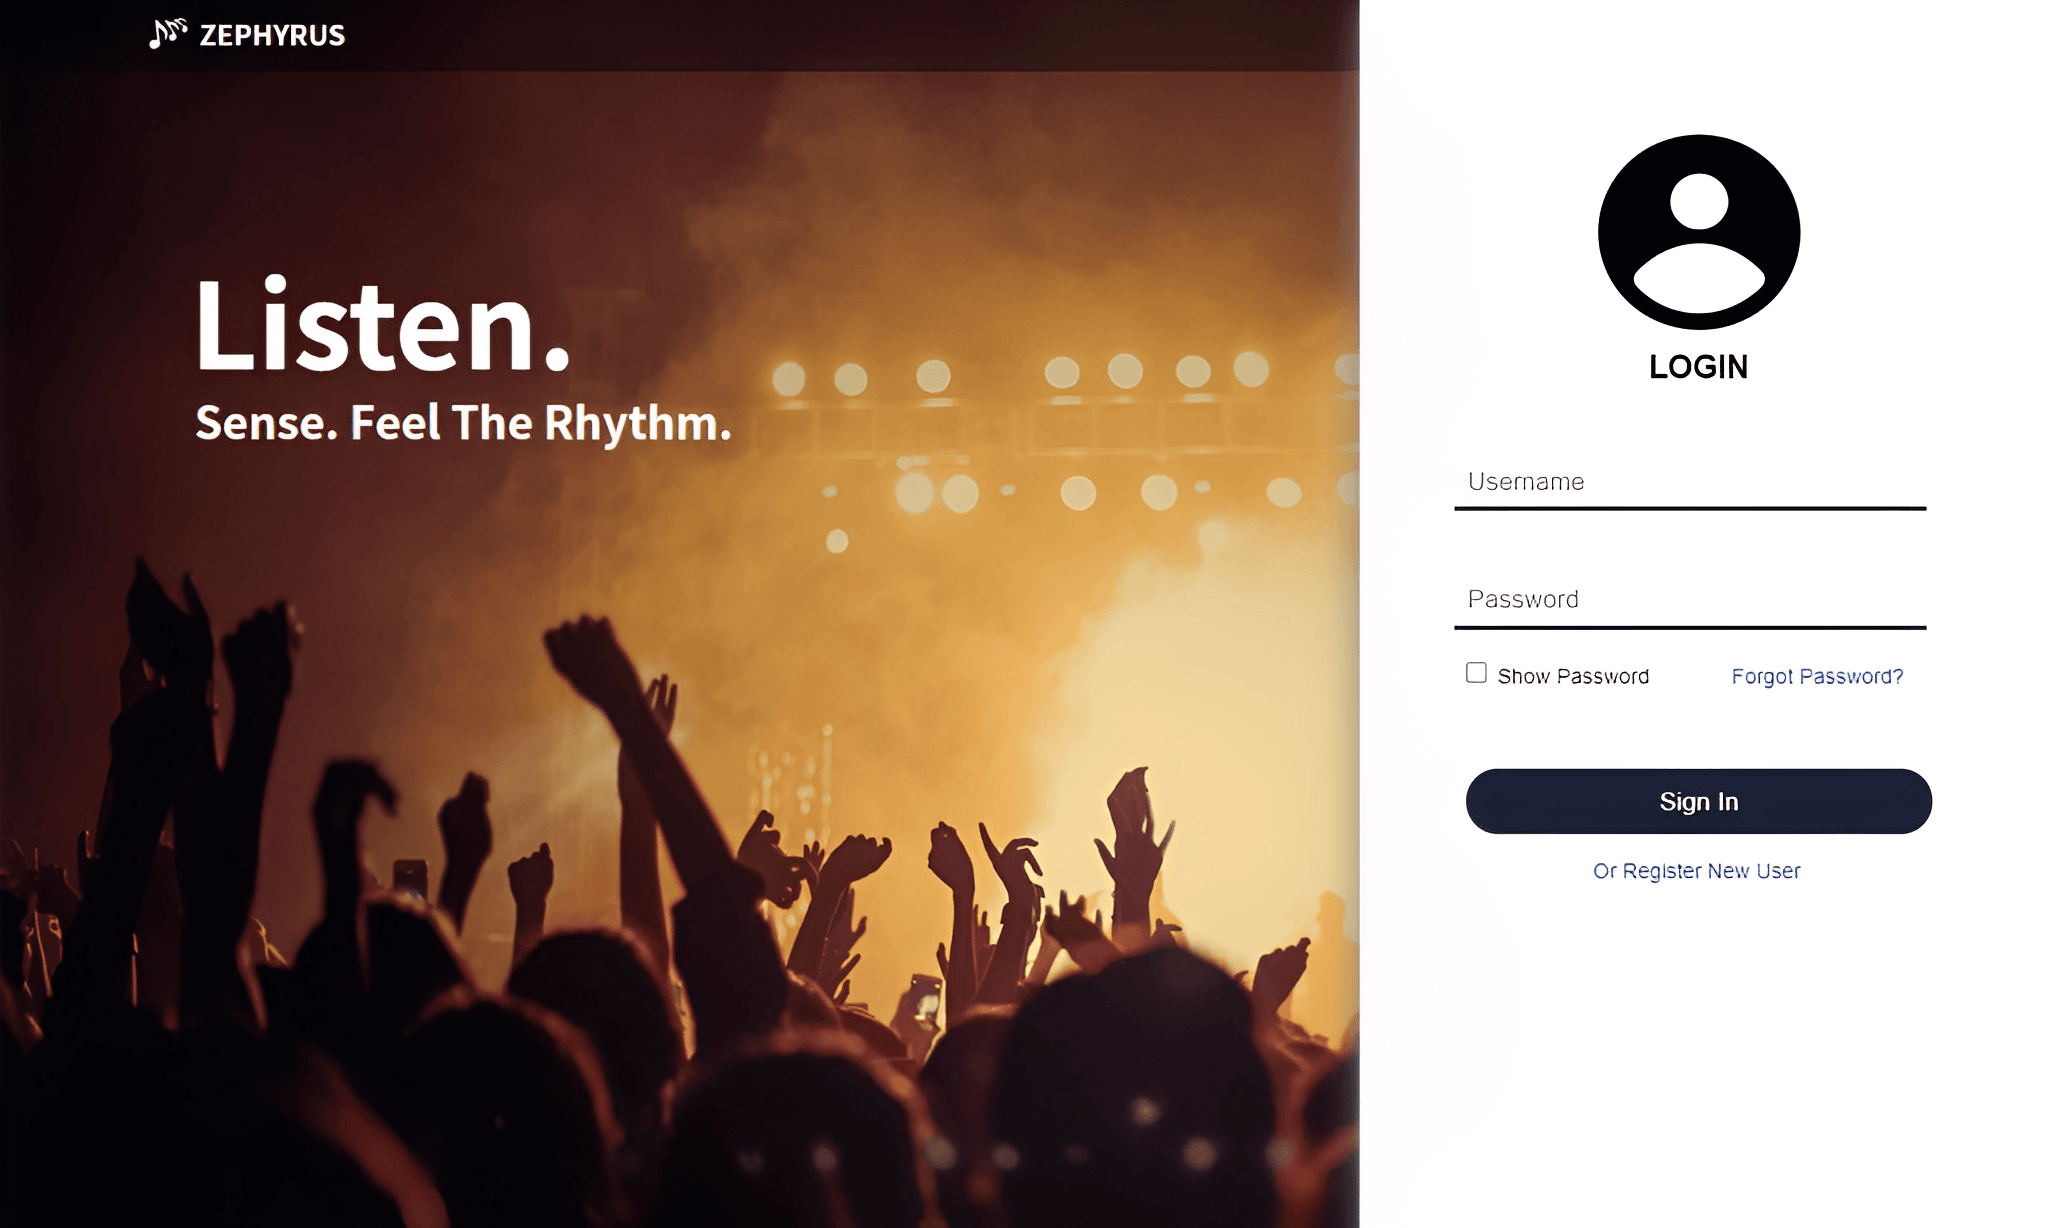 ZEPHYRUS
Listen.
Sense. Feel The Rhythm.
LOGIN
Username
Password
Show Password
Forgot Password?
Sign In
Or Register New User